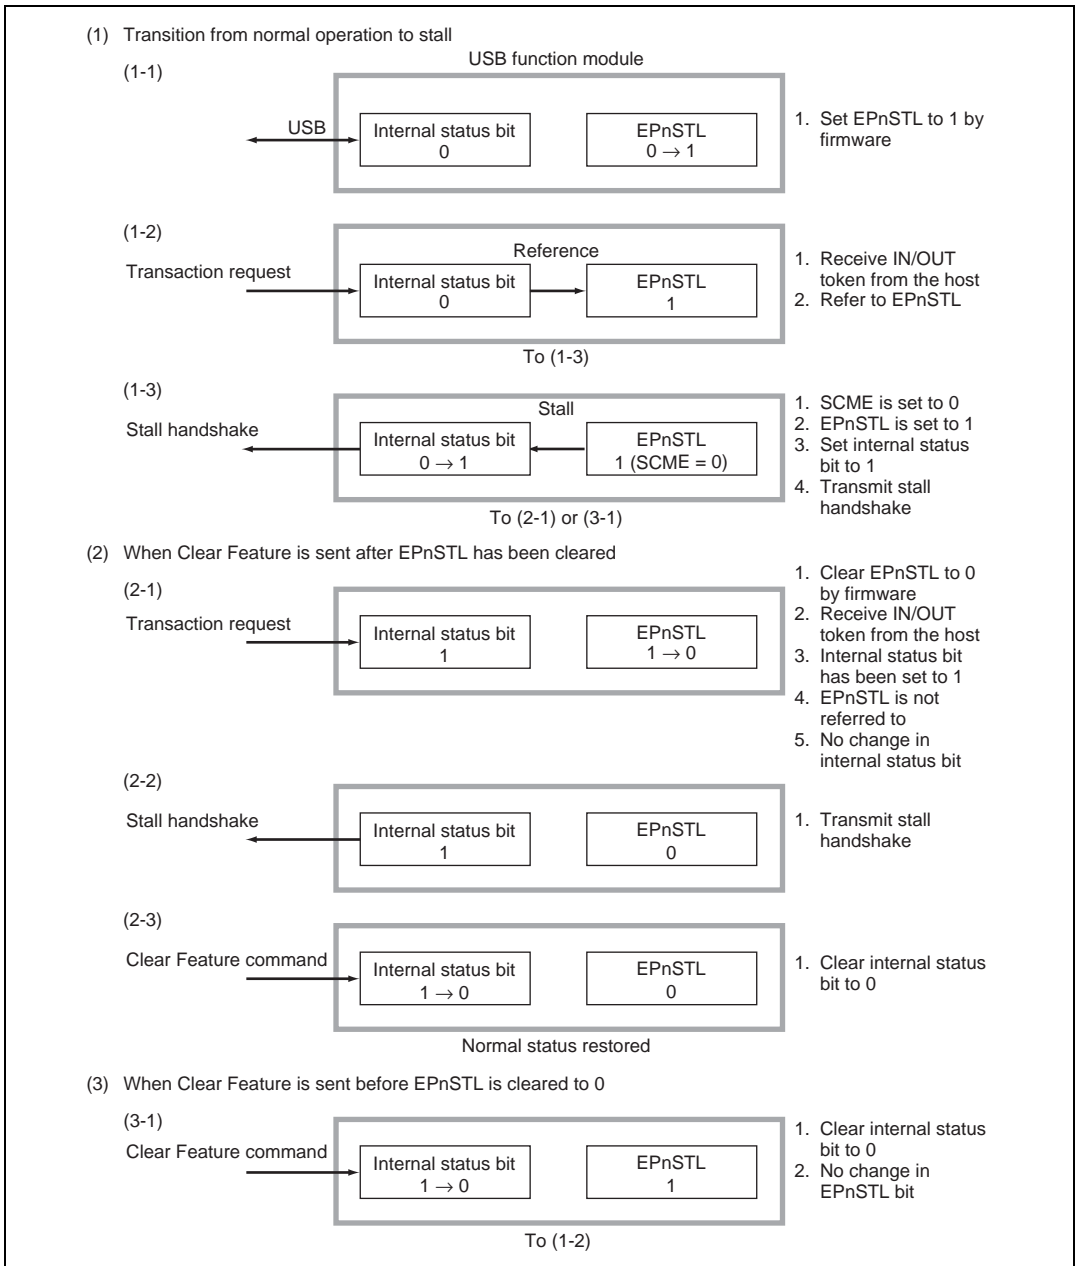 (1) Transition from normal operation to stall
USB function module
(1-1)
USB
Internal status bit
0
EPnSTL
0 → 1
1. Set EPnSTL to 1 by
firmware
(1-2)
Transaction request
Reference
Internal status bit
0
EPnSTL
1
1. Receive IN/OUT
token from the host
2. Refer to EPnSTL
To (1-3)
(1-3)
Stall handshake
Stall
Internal status bit
0 → 1
EPnSTL
1 (SCME = 0)
1. SCME is set to 0
2. EPnSTL is set to 1
3. Set internal status
bit to 1
4. Transmit stall
handshake
To (2-1) or (3-1)
(2) When Clear Feature is sent after EPnSTL has been cleared
(2-1)
Transaction request
Internal status bit
1
EPnSTL
1 → 0
1. Clear EPnSTL to 0
by firmware
2. Receive IN/OUT
token from the host
3. Internal status bit
has been set to 1
4. EPnSTL is not
referred to
5. No change in
internal status bit
(2-2)
Stall handshake
Internal status bit
1
EPnSTL
0
1. Transmit stall
handshake
(2-3)
Clear Feature command
Internal status bit
1 → 0
EPnSTL
0
1. Clear internal status
bit to 0
Normal status restored
(3) When Clear Feature is sent before EPnSTL is cleared to 0
(3-1)
Clear Feature command
Internal status bit
1 → 0
EPnSTL
1
1. Clear internal status
bit to 0
2. No change in
EPnSTL bit
To (1-2)